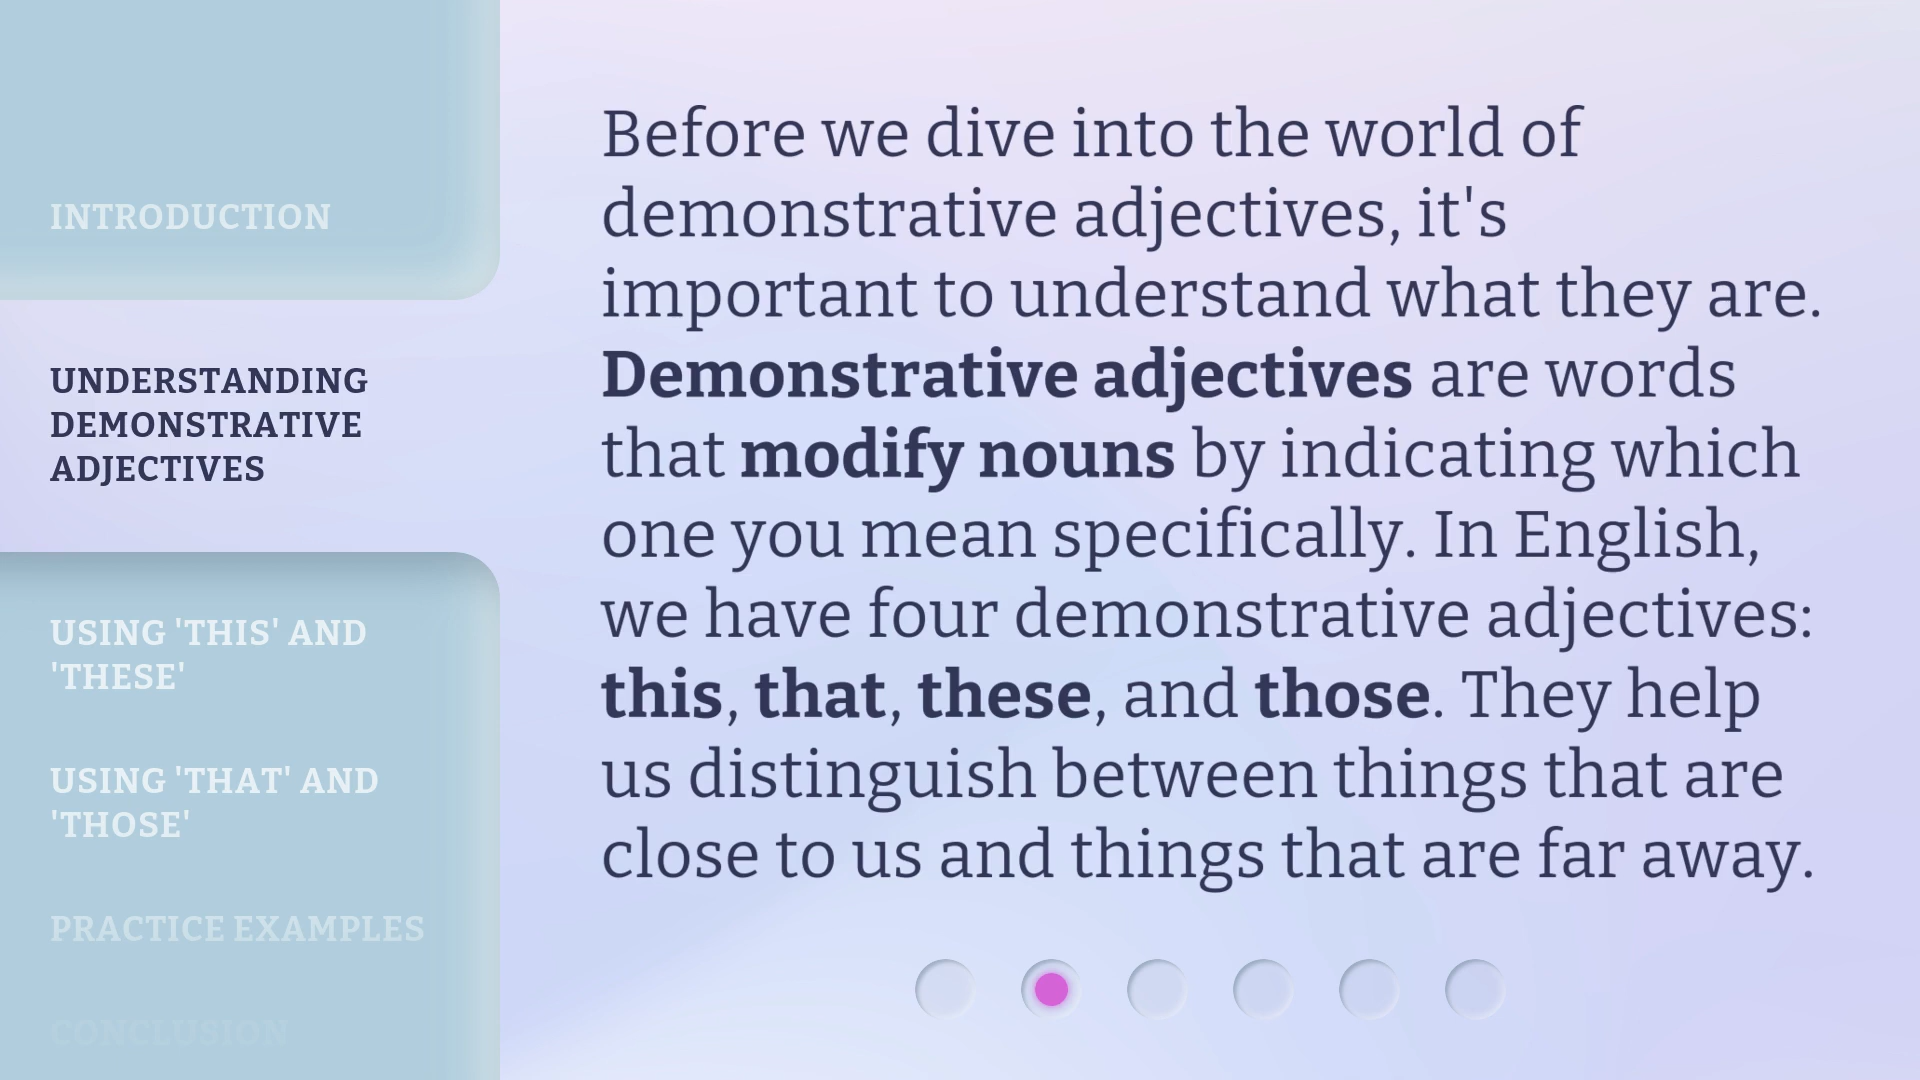 INTRODUCTION
UNDERSTANDING
DEMONSTRATIVE
ADJECTIVES
USING 'THIS' AND
'THESE'
USING 'THAT' AND
'THOSE'
PRACTICE EXAMPLES
CONCLUSION
Before we dive into the world of
demonstrative adjectives, it's
important to understand what they are.
Demonstrative adjectives are words
that modify nouns by indicating which
one you mean specifically. In English,
we have four demonstrative adjectives:
this, that, these, and those. They help
us distinguish between things that are
close to us and things that are far away.